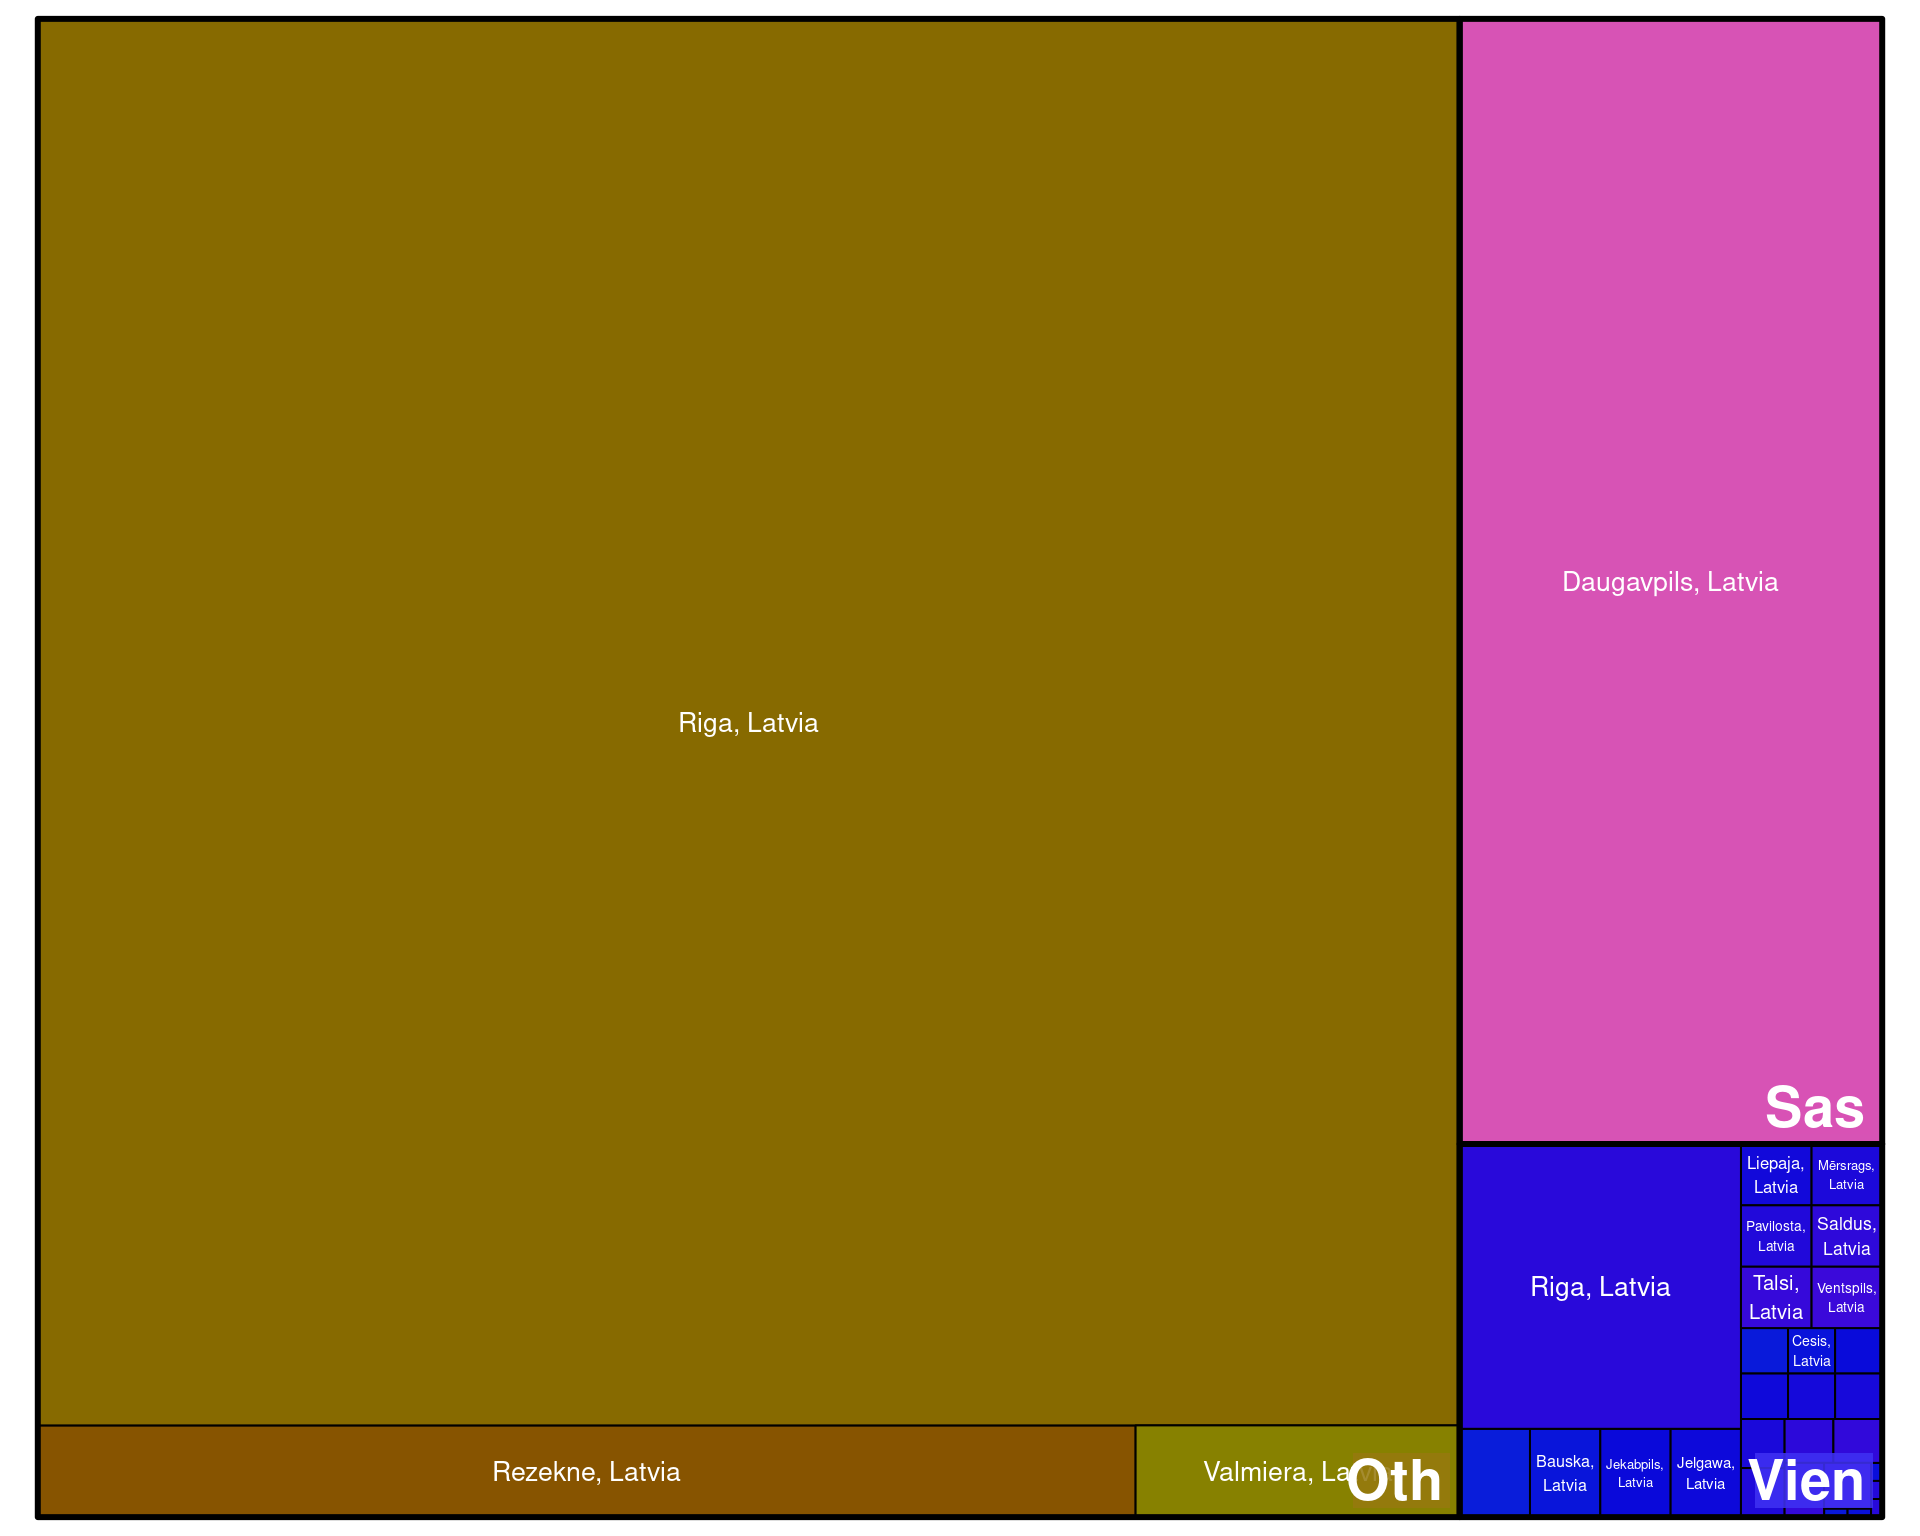 Riga, Latvia
Rezekne, Latvia
Valmiera, La
Oth
Daugavpils, Latvia
Sas
Riga, Latvia
Liepaja,
Latvia
Mērsrags,
Latvia
Pavilosta,
Latvia
Saldus,
Latvia
Talsi,
Latvia
Ventspils,
Latvia
Cesis,
Latvia
Bauska,
Latvia
Jekabpils,
Latvia
Jelgawa,
Latvia
Vien